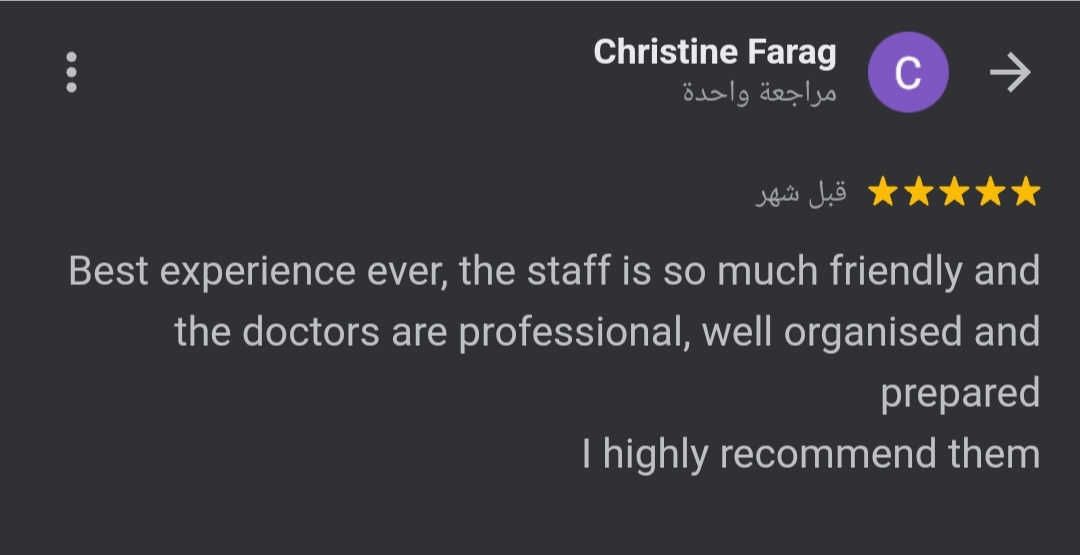 Christine Farag
C
مراجعة واحدة
قبل شهر
Best experience ever, the staff is so much friendly and
the doctors are professional, well organised and
prepared
I highly recommend them